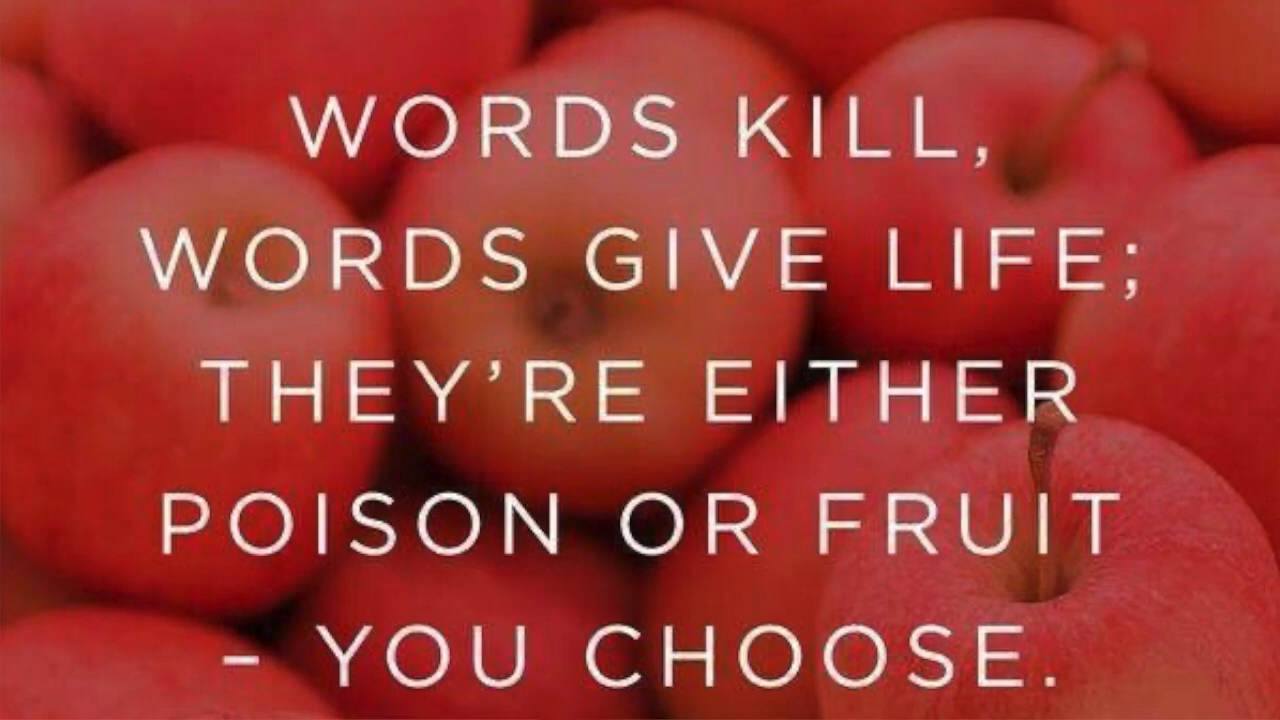 WORDS KILL,
WORDS GIVE LIFE;
THEY’RE EITHER
POISON OR FRUIT
– YOU CHOOSE.